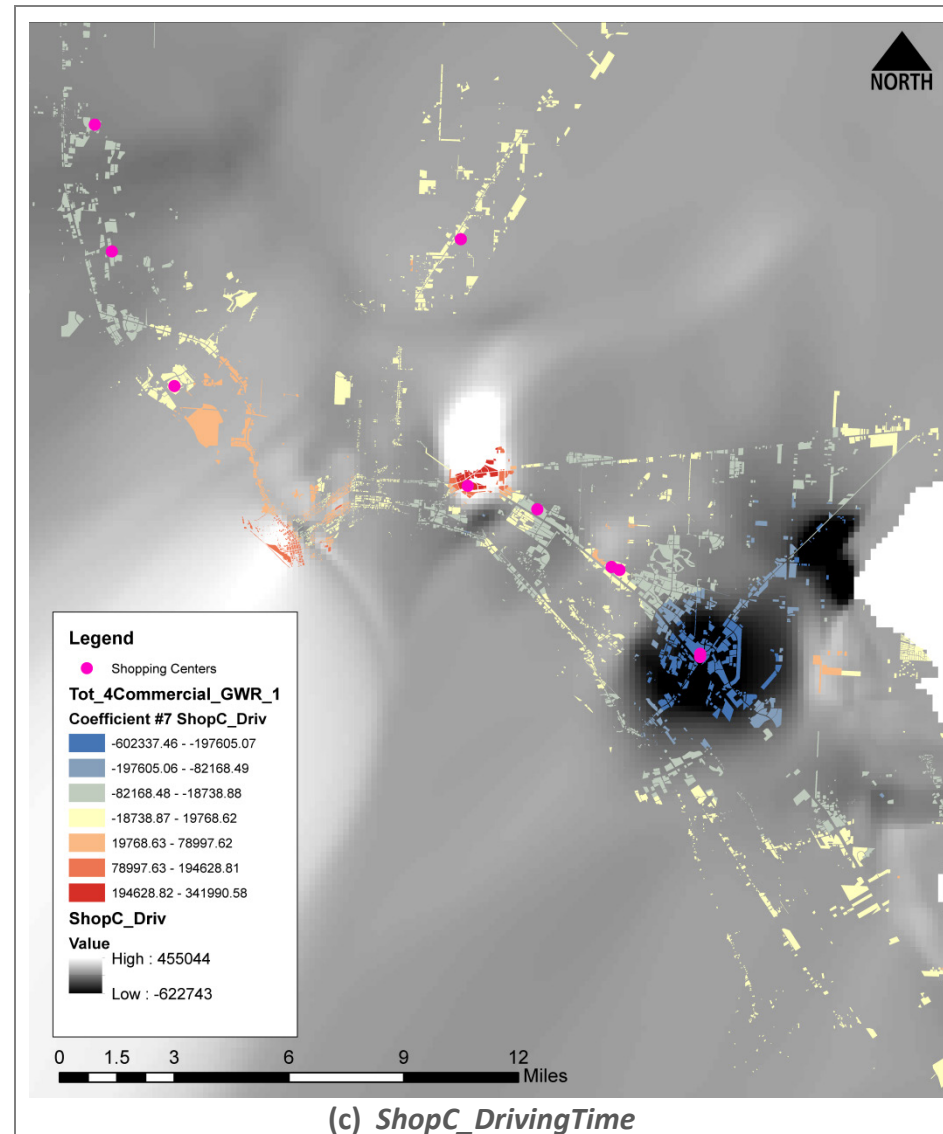 NORTH
Legend
Shopping Centers
Tot_4Commercial_GWR_1
Coefficient #7 ShopC_Driv
-602337.46 - -197605.07
-197605.06 - -82168.49
-82168.48 - -18738.88
-18738.87 - 19768.62
19768.63 - 78997.62
78997.63 - 194628.81
194628.82 - 341990.58
ShopC_Driv
Value
High : 455044
Low : -622743
0 1.5 3 6 9 12
Miles
(c) ShopC_DrivingTime